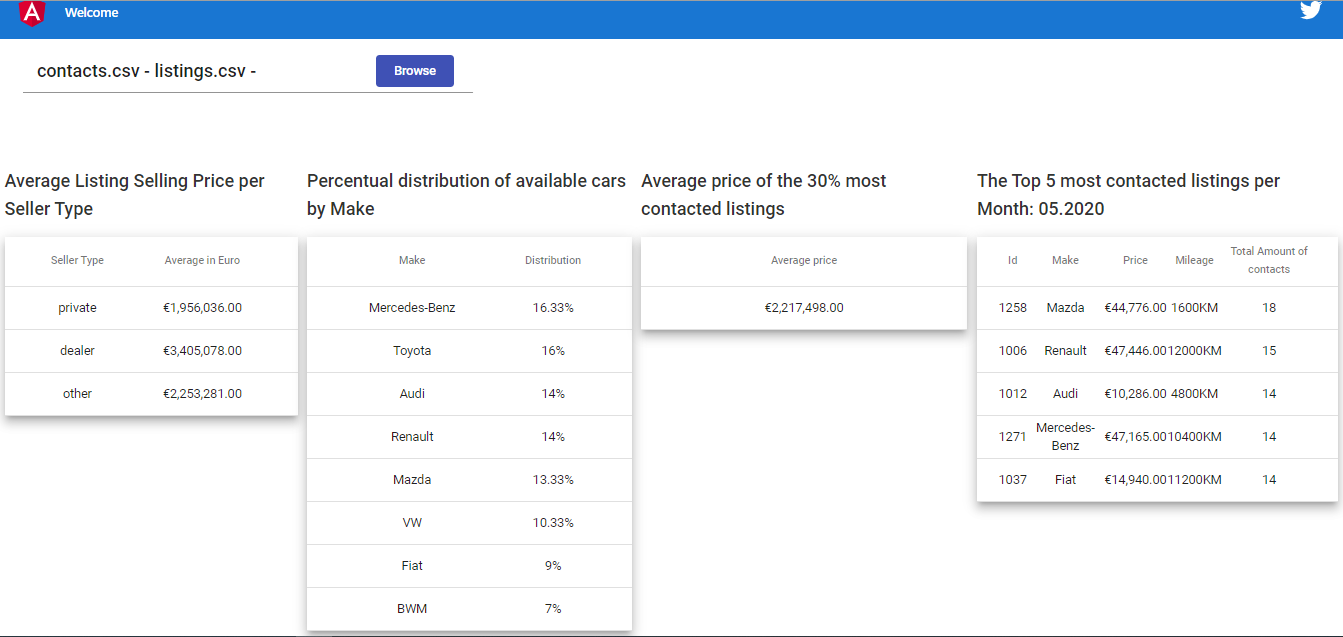 A
Welcome
contacts.csv - listings.csv -
Browse
Average Listing Selling Price per
Seller Type
Seller Type Average in Euro
private €1,956,036.00
dealer €3,405,078.00
other €2,253,281.00
Percentual distribution of available cars
by Make
Make Distribution
Mercedes-Benz 16.33%
Toyota 16%
Audi 14%
Renault 14%
Mazda 13.33%
VW 10.33%
Fiat 9%
BWM 7%
Average price of the 30% most
contacted listings
Average price
€2,217,498.00
The Top 5 most contacted listings per
Month: 05.2020
Id Make Price Mileage Total Amount of
contacts
1258 Mazda €44,776.00 1600KM 18
1006 Renault €47,446.00 12000KM 15
1012 Audi €10,286.00 4800KM 14
1271 Mercedes-
Benz €47,165.00 10400KM 14
1037 Fiat €14,940.00 11200KM 14